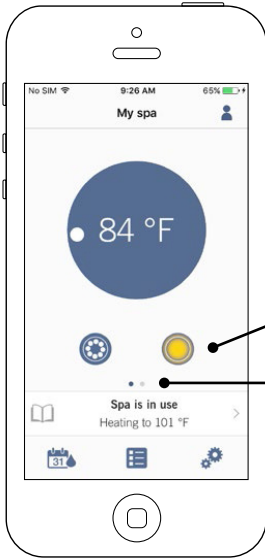 No SIM 9:26 AM 65%
My spa
84 °F
Spa is in use
Heating to 101 °F
31